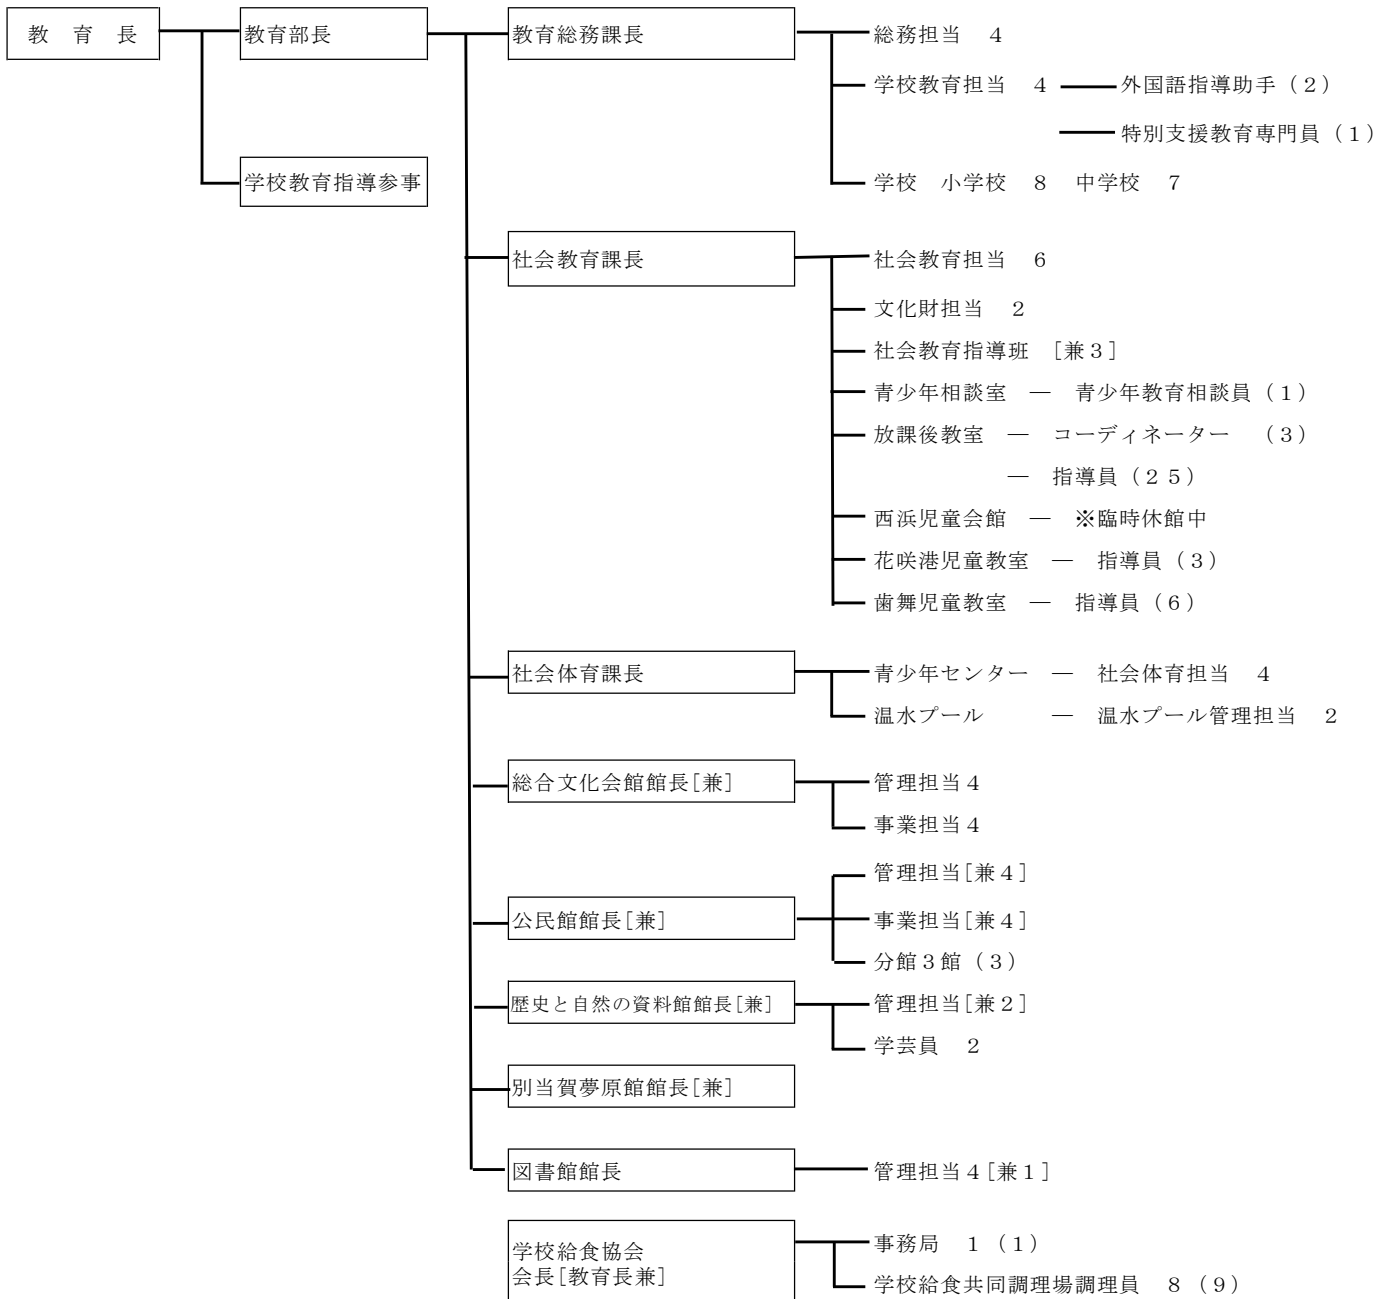 教　育　長　教育部長　教育総務課長　総務担当　４
学校教育担当　４　外国語指導助手（２）
特別支援教育専門員（１）
学校教育指導参事　学校　小学校　８　中学校　７
社会教育課長　社会教育担当　６
文化財担当　２
社会教育指導班　［兼３］
青少年相談室　―　青少年教育相談員（１）
放課後教室　―　コーディネーター　（３）
―　指導員（２５）
西浜児童会館　―　※臨時休館中
花咲港児童教室　―　指導員（３）
歯舞児童教室　―　指導員（６）
社会体育課長　青少年センター　―　社会体育担当　４
温水プール　　　―　温水プール管理担当　２
総合文化会館館長［兼］　管理担当４
事業担当４
管理担当［兼４］
公民館館長［兼］　事業担当［兼４］
分館３館（３）
歴史と自然の資料館館長［兼］　管理担当［兼２］
学芸員　２
別当賀夢原館館長［兼］
図書館館長　管理担当４［兼１］
事務局　１（１）
学校給食協会
会長［教育長兼］
学校給食共同調理場調理員　８（９）